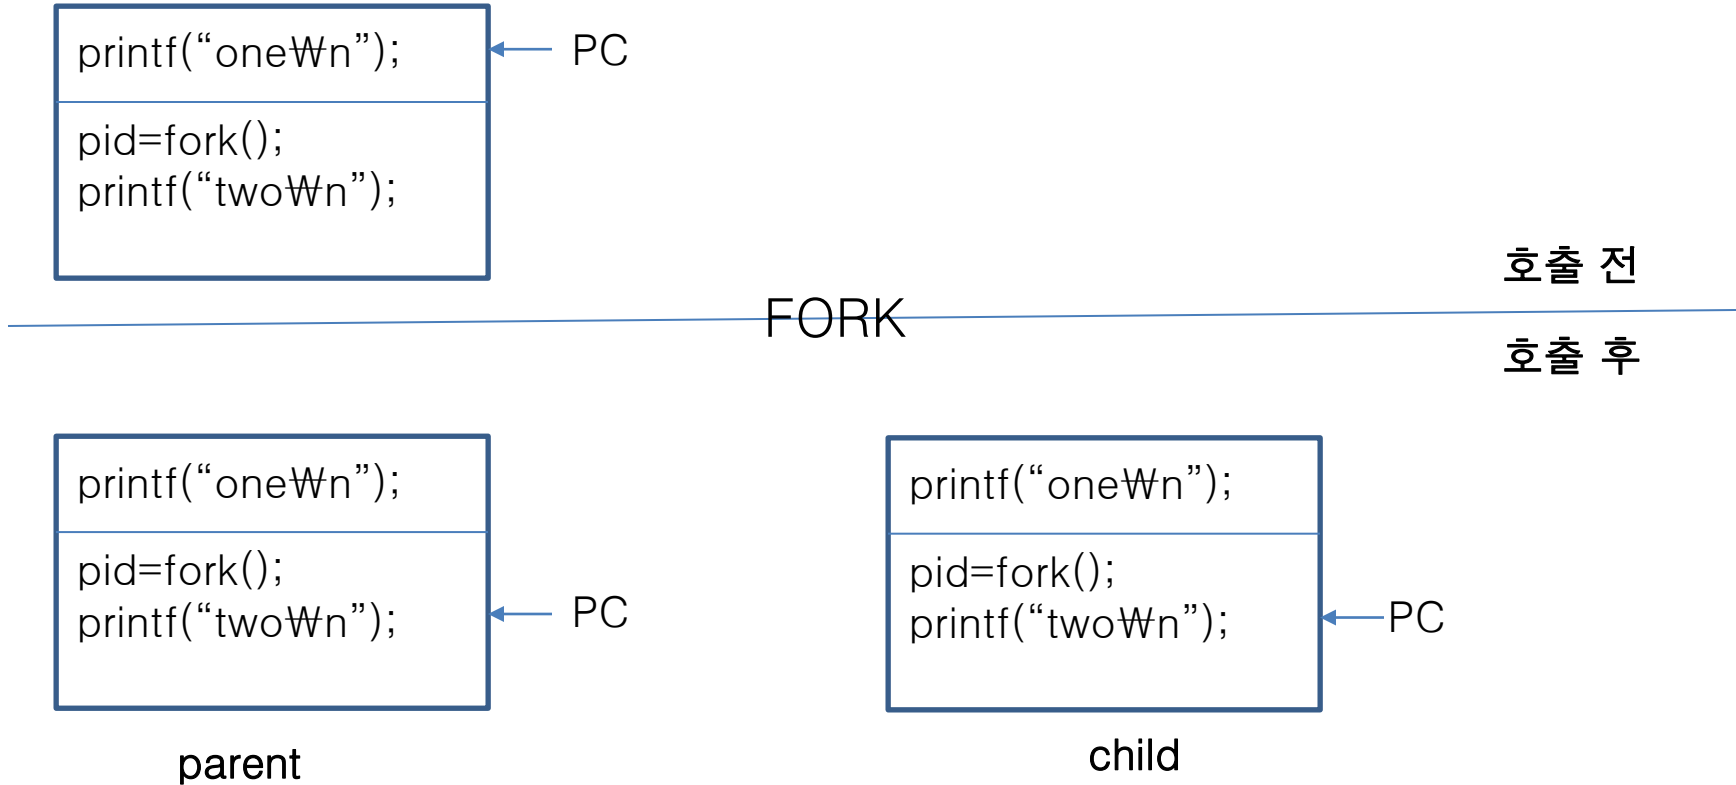 printf(“one₩n”);
PC
pid=fork();
printf(“two₩n”);
호출 전
FORK
호출 후
printf(“one₩n”);
pid=fork();
printf(“two₩n”);
PC
parent
printf(“one₩n”);
pid=fork();
printf(“two₩n”);
PC
child